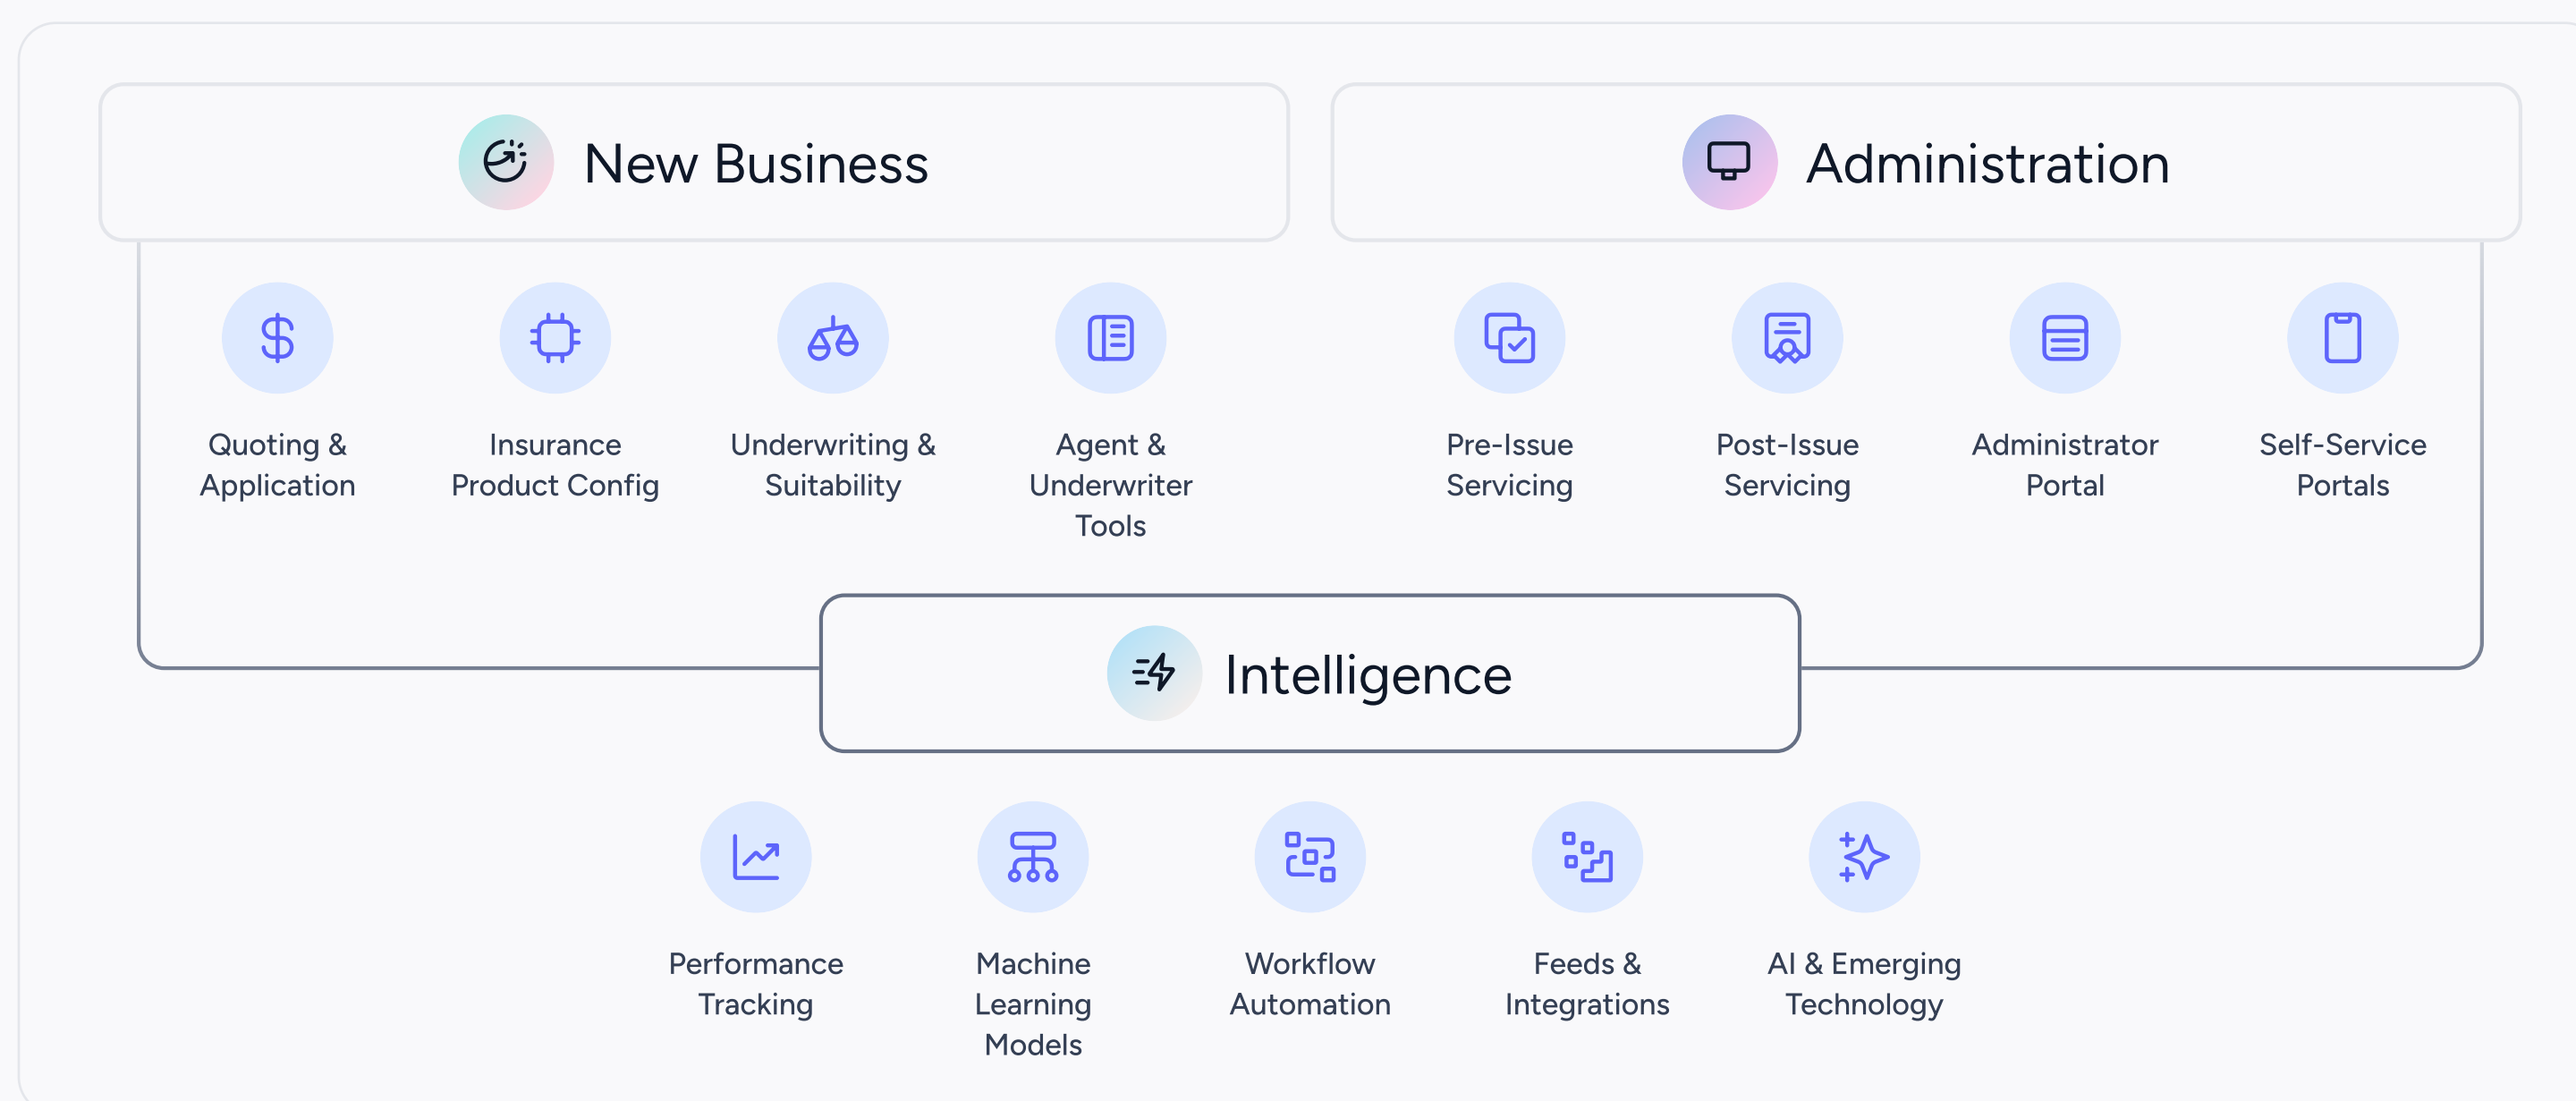 New Business
Administration
Quoting &
Application
Insurance
Product Config
Underwriting &
Suitability
Agent &
Underwriter
Tools
Pre-Issue
Servicing
Post-Issue
Servicing
Administrator
Portal
Self-Service
Portals
Intelligence
Performance
Tracking
Machine
Learning
Models
Workflow
Automation
Feeds &
Integrations
AI & Emerging
Technology